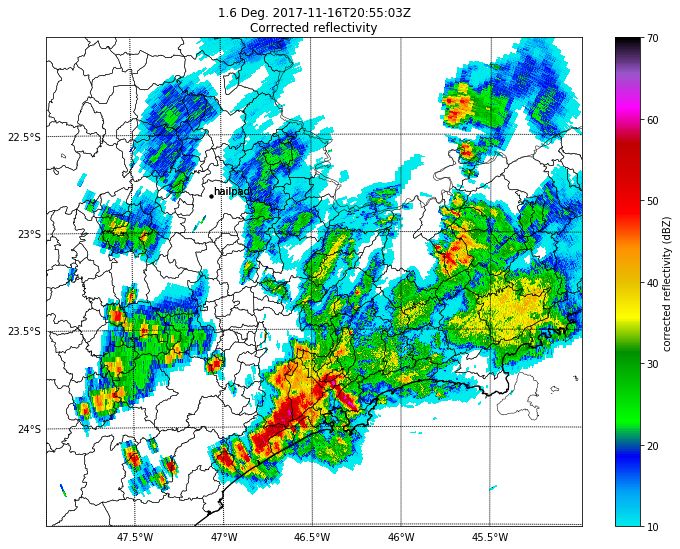 1.6 Deg. 2017-11-16T20:55:03Z
Corrected reflectivity
22.5°S
23°S
23.5°S
24°S
47.5°W
47°W
46.5°W
46°W
45.5°W
hailpad
70
60
50
40
30
20
10
corrected reflectivity (dBZ)